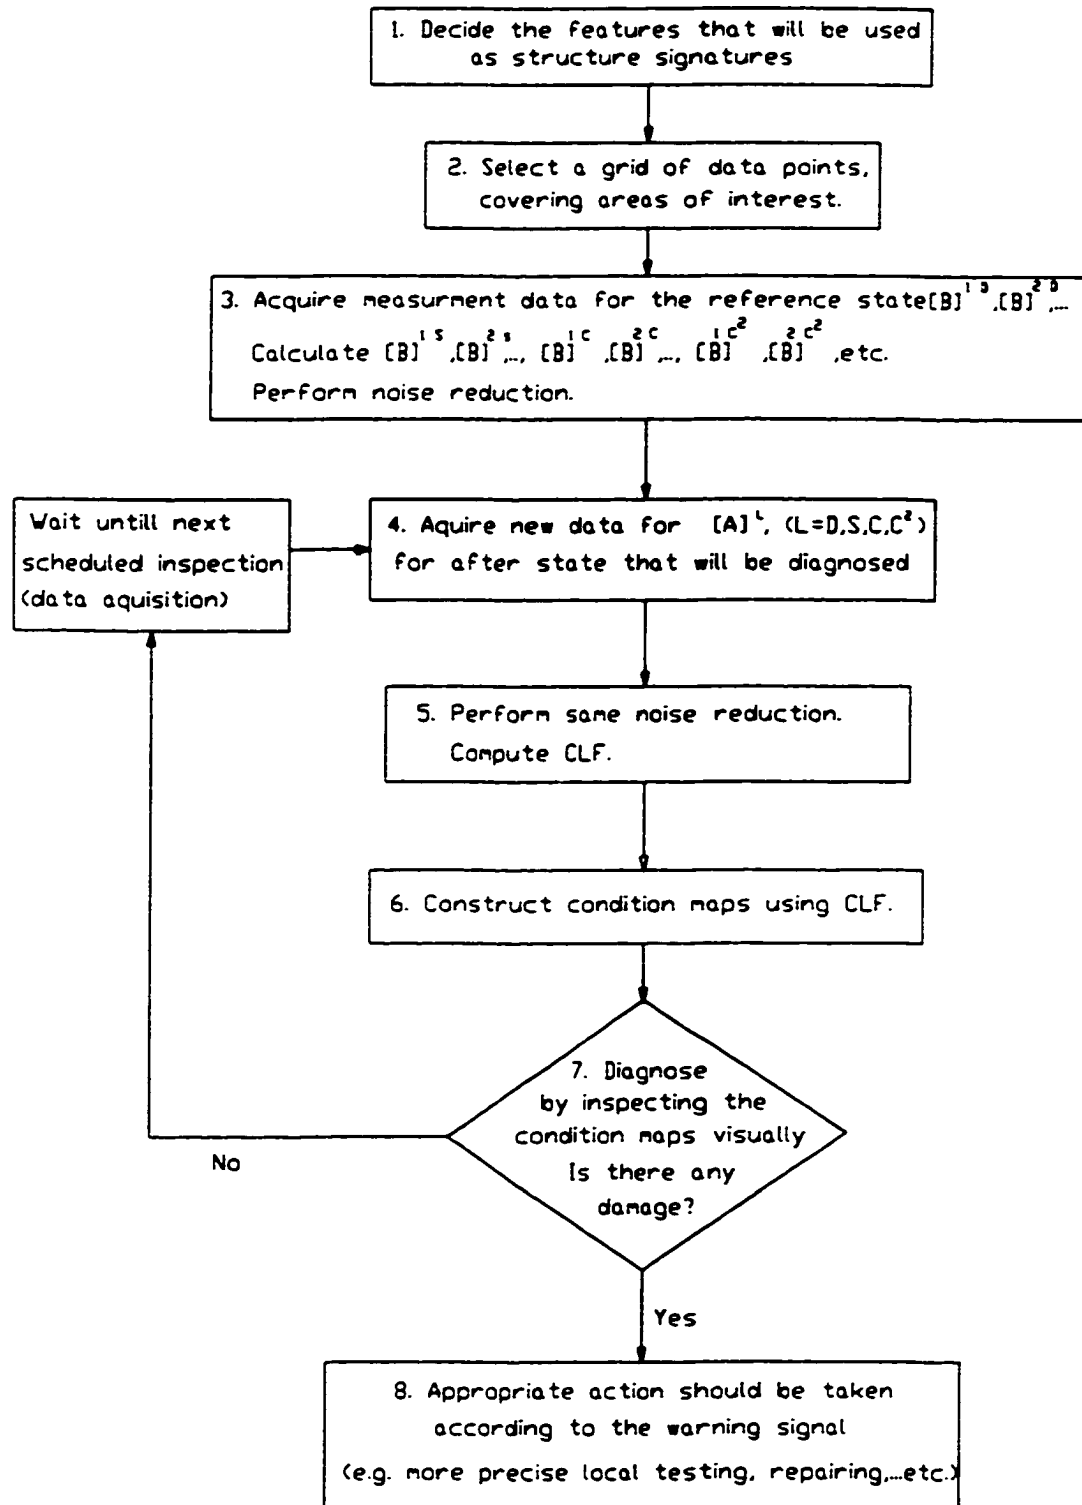 1. Decide the features that will be used
as structure signatures
2. Select a grid of data points,
covering areas of interest.
3. Acquire measurment data for the reference state[B]^1D,[B]^2D,...
Calculate [B]^1S,[B]^2S,..., [B]^1C,[B]^2C,..., [B]^1C²,[B]^2C²,etc.
Perform noise reduction.
Wait untill next
scheduled inspection
(data aquisition)
4. Aquire new data for [A]^L, (L=D,S,C,C²)
for after state that will be diagnosed
5. Perform same noise reduction.
Compute CLF.
6. Construct condition maps using CLF.
7. Diagnose
by inspecting the
condition maps visually
Is there any
damage?
No
Yes
8. Appropriate action should be taken
according to the warning signal
(e.g. more precise local testing, repairing,...etc.)